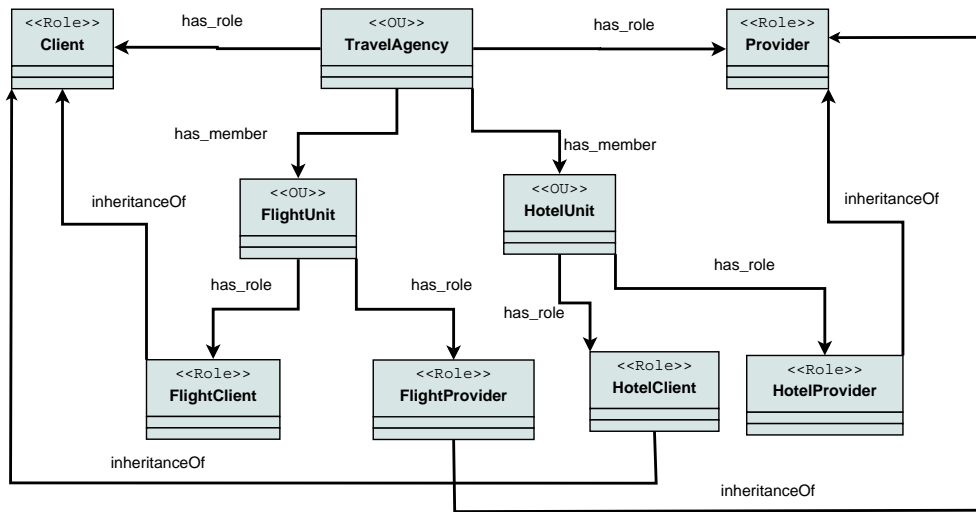 <<Role>>
Client
has_role
<<OU>>
TravelAgency
has_role
<<Role>>
Provider
has_member
has_member
<<OU>>
FlightUnit
<<OU>>
HotelUnit
inheritanceOf
inheritanceOf
has_role
has_role
has_role
has_role
<<Role>>
FlightClient
<<Role>>
FlightProvider
<<Role>>
HotelClient
<<Role>>
HotelProvider
inheritanceOf
inheritanceOf